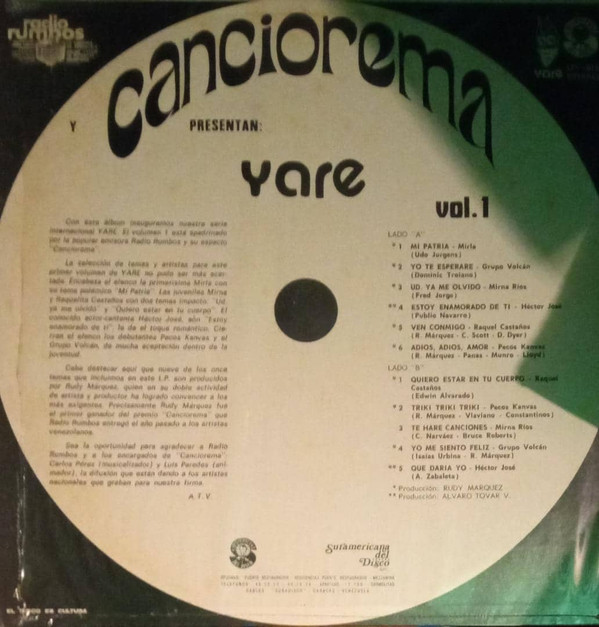 radio
rumbos
canciorema
Y PRESENTAN:
yare
vol.1
yare
Con este álbum inauguramos nuestra serie
internacional YARE. El volumen 1 está apadrinado
por la popular emisora Radio Rumbos y su espacio
"Canciorema".
La colección de temas y artistas para este
primer volumen de YARE no pudo ser más acer-
tada. Encabeza el elenco la primerísima Mirla con
su tema polémico "Mi Patria". Las juveniles Mirna
y Raquelita Castaños con dos temas impacto. "Ud.
ya me olvidó" y "Quiero estar en tu cuerpo". El
conocido actor-cantante Héctor José, con "Estoy
enamorado de ti", le da el toque romántico. Cie-
rran el elenco los debutantes Pecos Kanvas y el
Grupo Volcán, de mucha aceptación dentro de la
juventud.
Cabe destacar aquí que nueve de los once
temas que incluimos en este L.P. son producidos
por Rudy Márquez, quien en su doble actividad
de artista y productor ha logrado convencer a los
más exigentes. Precisamente Rudy Márquez fue
el primer ganador del premio "Canciorema" que
Radio Rumbos entregó el año pasado a los artistas
venezolanos.
Sea la oportunidad para agradecer a Radio
Rumbos y a los encargados de "Canciorema":
Carlos Pérez (musicalizador) y Luis Paredes (ani-
mador), la difusión que están dando a los artistas
nacionales que graban para nuestra firma.
A. T. V.
LADO "A"
* 1 MI PATRIA - Mirla
(Udo Jurgens)
* 2 YO TE ESPERARE - Grupo Volcán
(Dominic Troiano)
* 3 UD. YA ME OLVIDO - Mirna Ríos
(Fred Jorge)
** 4 ESTOY ENAMORADO DE TI - Héctor José
(Publio Navarro)
* 5 VEN CONMIGO - Raquel Castaños
(R. Márquez - C. Scott - D. Dyer)
* 6 ADIOS, ADIOS, AMOR - Pecos Kanvas
(R. Márquez - Panas - Munro - Lloyd)
LADO "B"
* 1 QUIERO ESTAR EN TU CUERPO - Raquel
Castaños
(Edwin Alvarado)
* 2 TRIKI TRIKI TRIKI - Pecos Kanvas
(R. Márquez - Vlaviano - Constantinos)
3 TE HARE CANCIONES - Mirna Ríos
(C. Narváez - Bruce Roberts)
* 4 YO ME SIENTO FELIZ - Grupo Volcán
(Isaías Urbina - R. Márquez)
** 5 QUE DARIA YO - Héctor José
(A. Zabaleta)
* Producción: RUDY MARQUEZ
** Producción: ALVARO TOVAR V.
Suramericana
del
Disco
CARACAS - VENEZUELA
EL DISCO ES CULTURA